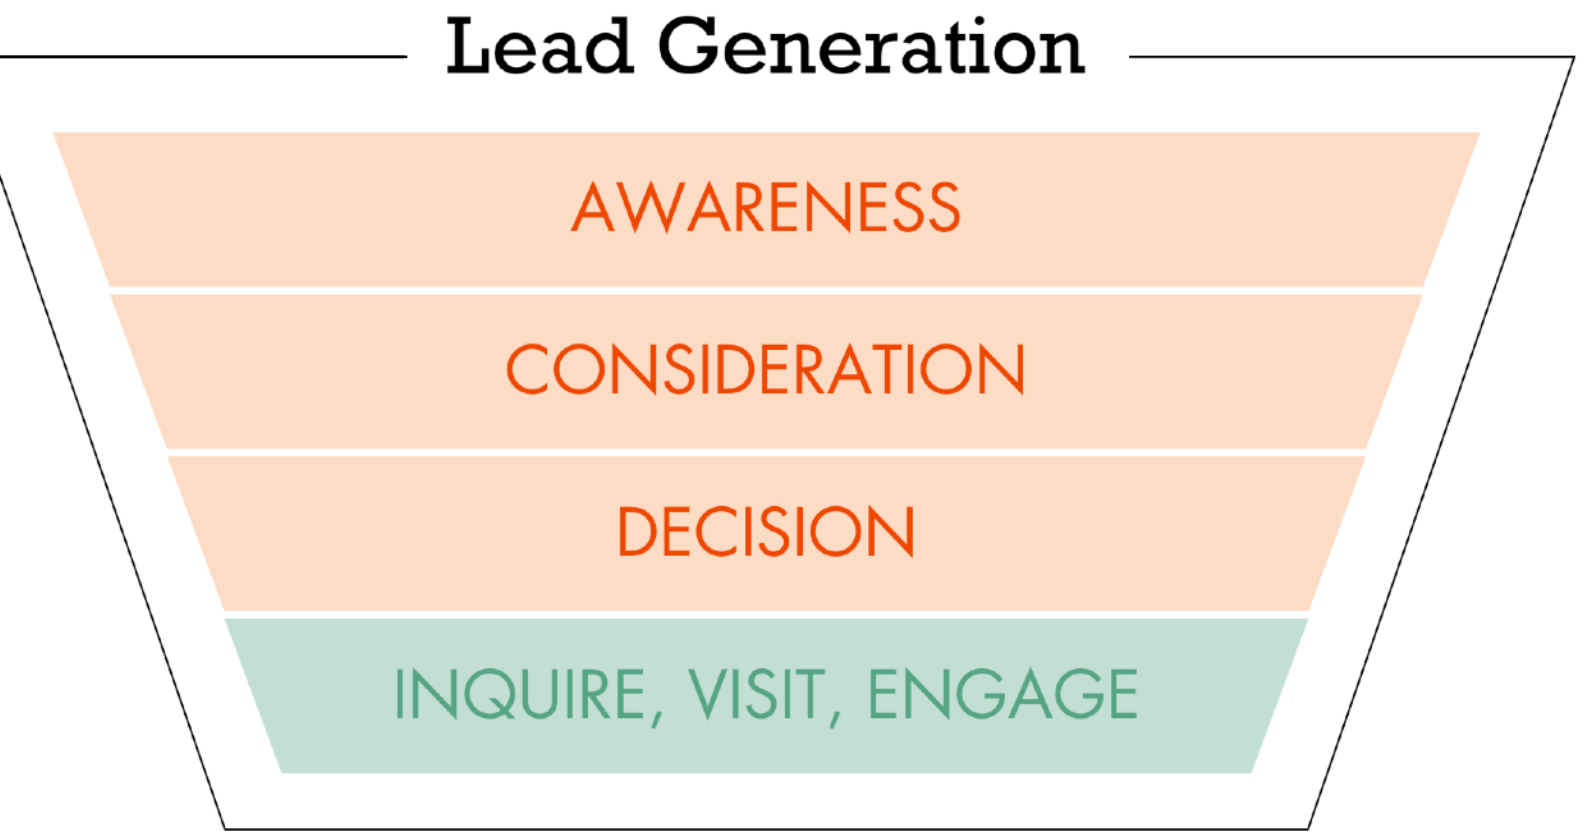 Lead Generation
AWARENESS
CONSIDERATION
DECISION
INQUIRE, VISIT, ENGAGE